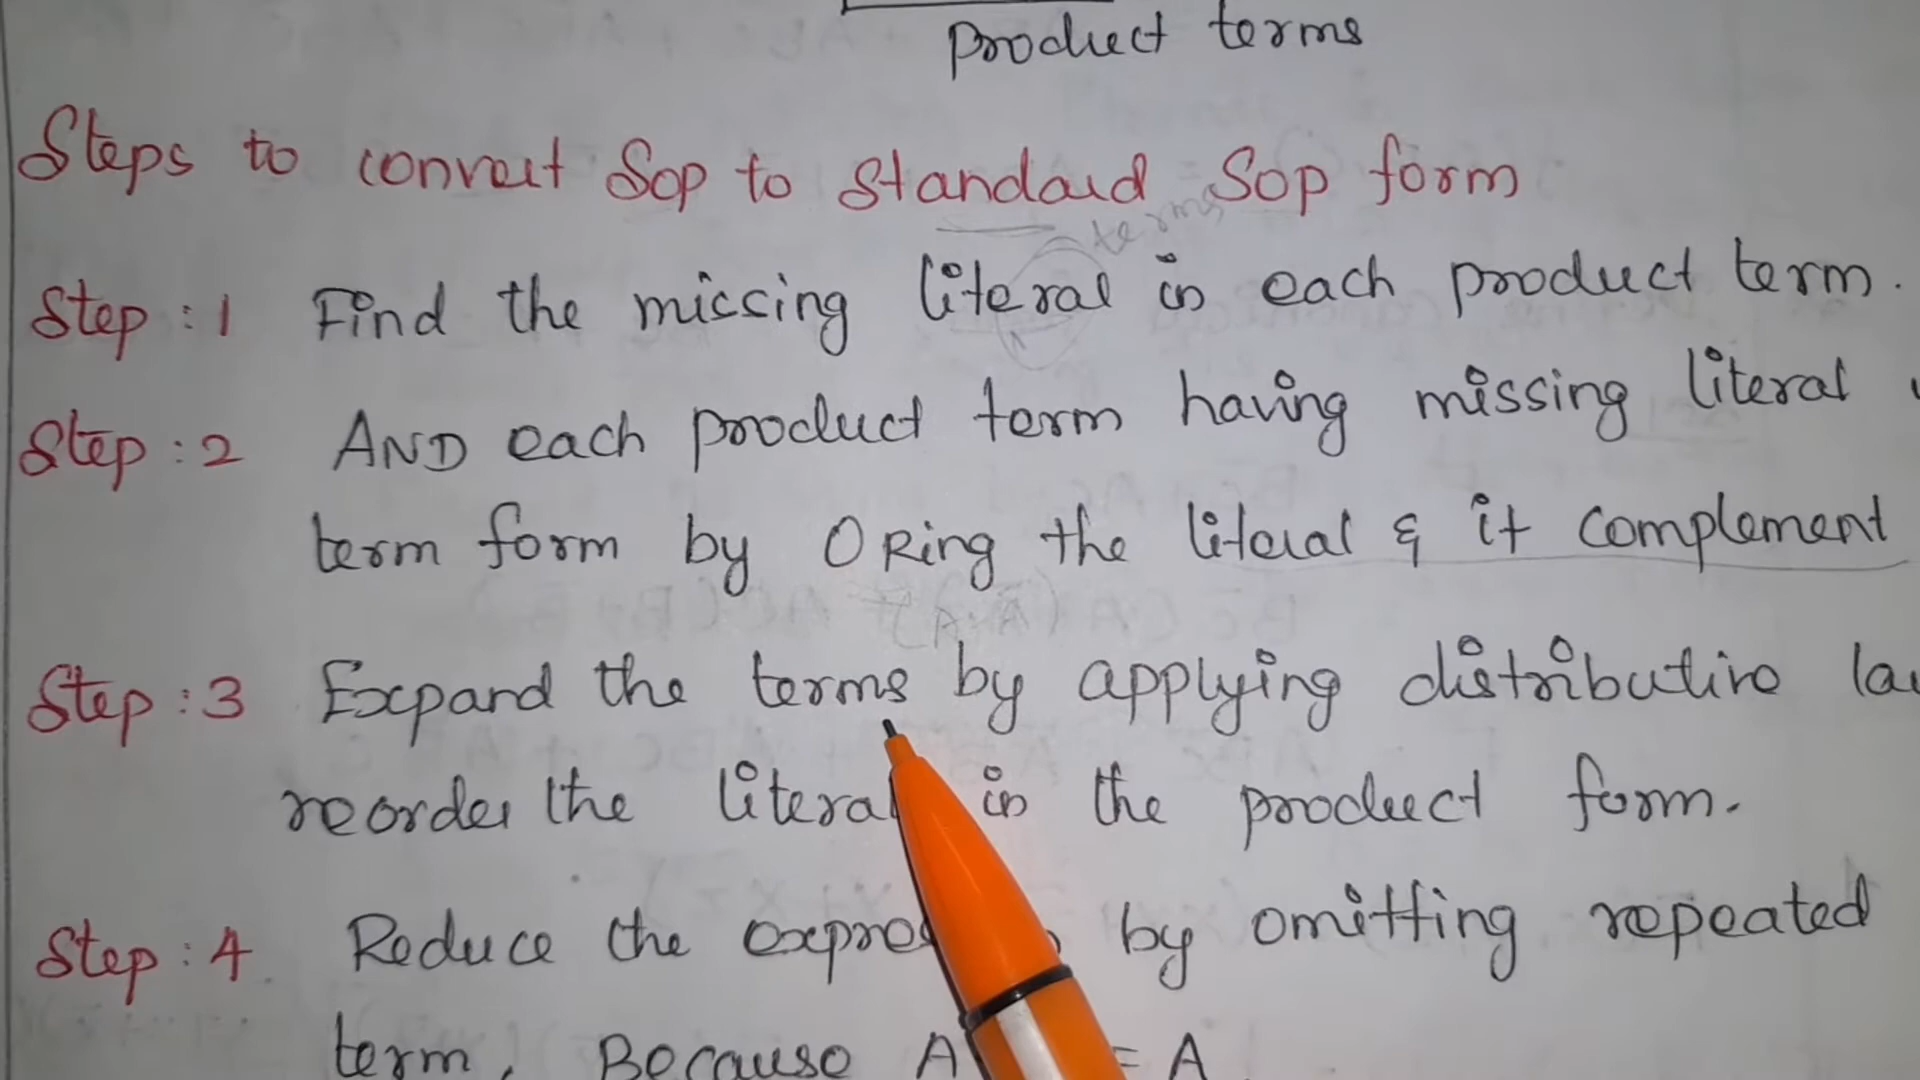 product terms
Steps to convert SOP to standard SOP form
terms
Step : 1 Find the missing literal in each product term.
Step : 2 AND each product term having missing literal
term form by ORing the literal & it complement
Step : 3 Expand the terms by applying distributive
reorder the literal in the product form.
Step : 4 Reduce the by omitting repeated
term. Because A = A